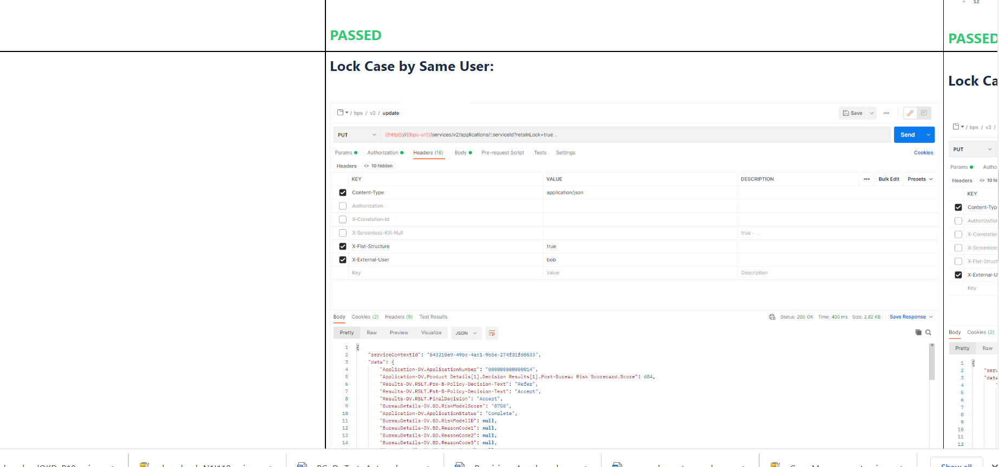 PASSED
Lock Case by Same User:
/ bps / v2 / update
Save
PUT
{{http}}://{{bps-url}}/services/v2/applications/::serviceId?retainLock=true ...
Send
Params
Authorization
Headers (16)
Body
Pre-request Script
Tests
Settings
Cookies
Headers
10 hidden
KEY
VALUE
DESCRIPTION
Bulk Edit
Presets
Content-Type
application/json
Authorization
X-Correlation-Id
X-Screenless-Kill-Null
true -- ...
X-Flat-Structure
true
X-External-User
bob
Key
Value
Description
Body
Cookies (2)
Headers (6)
Test Results
Status: 200 OK
Time: 400 ms
Size: 2.82 KB
Save Response
Pretty
Raw
Preview
Visualize
JSON
1 {
2 "serviceContextId": "543210e9-49bc-4ac1-9b5e-274f31fd0533",
3 "data": {
4 "Application-DV.ApplicationNumber": "000000000000014",
5 "Application-DV.Product Details[1].Decision Results[1].Post-Bureau Risk Scorecard.Score": 684,
6 "Results-DV.RSLT.Pre-B-Policy-Decision-Text": "Refer",
7 "Results-DV.RSLT.Pst-B-Policy-Decision-Text": "Accept",
8 "Results-DV.RSLT.FinalDecision": "Accept",
9 "BureauDetails-DV.BD.RiskModelScore": "0750",
10 "Application-DV.ApplicationStatus": "Complete",
11 "BureauDetails-DV.BD.RiskModelID": null,
12 "BureauDetails-DV.BD.ReasonCode1": null,
13 "BureauDetails-DV.BD.ReasonCode2": null,
14 "BureauDetails-DV.BD.ReasonCode3": null,
1
PASSED
Lock Ca
/ bps / v2 /
PUT
Params
Autho
Headers
10 hi
KEY
Content-Typ
Authorization
X-Correlation
X-Screenless
X-Flat-Struct
X-External-U
Key
Body
Cookies (2)
Pretty
Raw
1 {
2 "serv
3 "data
4
5
6
7
8
9
10
11
12
Show all